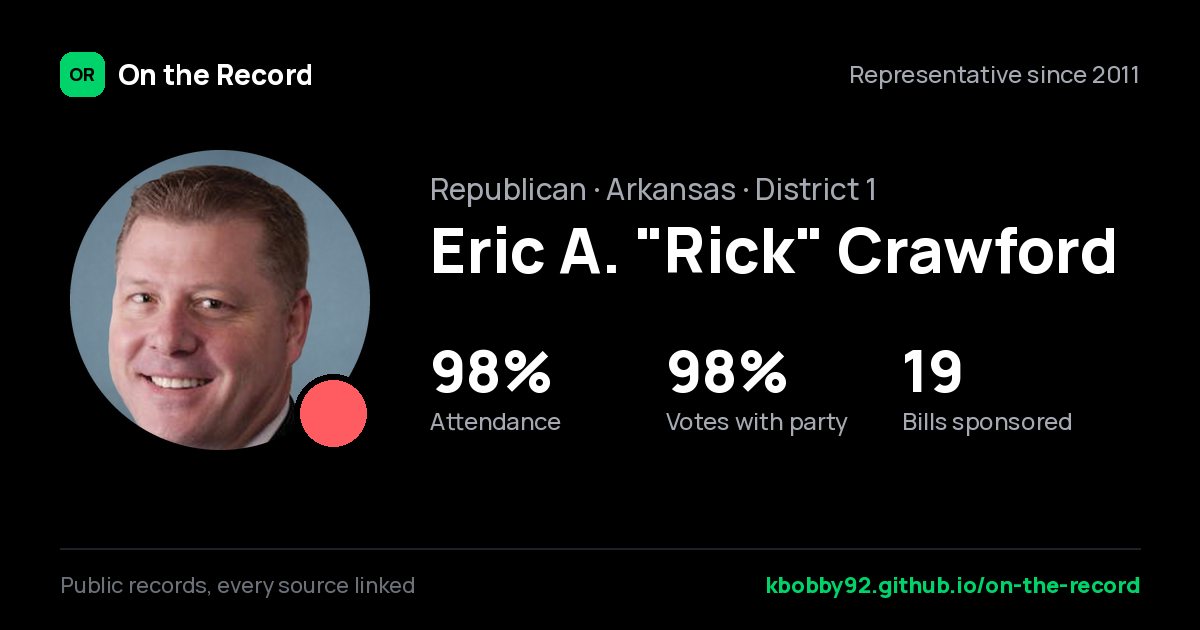 OR On the Record
Representative since 2011
Republican · Arkansas · District 1
Eric A. "Rick" Crawford
98% 98% 19
Attendance Votes with party Bills sponsored
Public records, every source linked
kbobby92.github.io/on-the-record